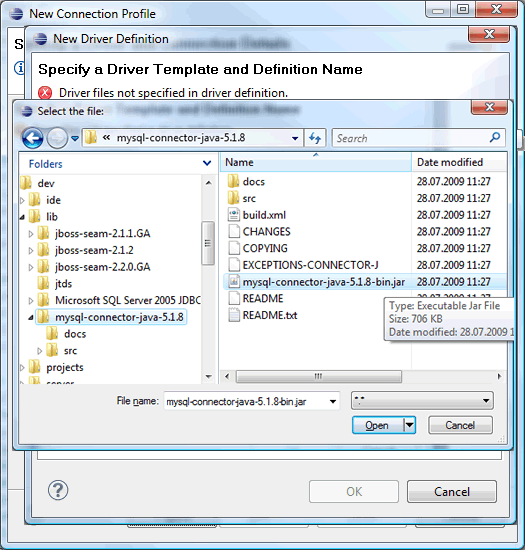 New Connection Profile
New Driver Definition
Specify a Driver Template and Definition Name
Driver files not specified in driver definition.
Select the file:
« mysql-connector-java-5.1.8
Search
Folders
Name
Date modified
dev
ide
lib
jboss-seam-2.1.1.GA
jboss-seam-2.1.2
jboss-seam-2.2.0.GA
jtds
Microsoft SQL Server 2005 JDBC
mysql-connector-java-5.1.8
docs
src
projects
docs 28.07.2009 11:27
src 28.07.2009 11:27
build.xml 28.07.2009 11:27
CHANGES 28.07.2009 11:27
COPYING 28.07.2009 11:27
EXCEPTIONS-CONNECTOR-J 28.07.2009 11:27
mysql-connector-java-5.1.8-bin.jar 28.07.2009 11:27
README
README.txt
Type: Executable Jar File
Size: 706 KB
Date modified: 28.07.2009 11
File name: mysql-connector-java-5.1.8-bin.jar
*.*
Open Cancel
? OK Cancel